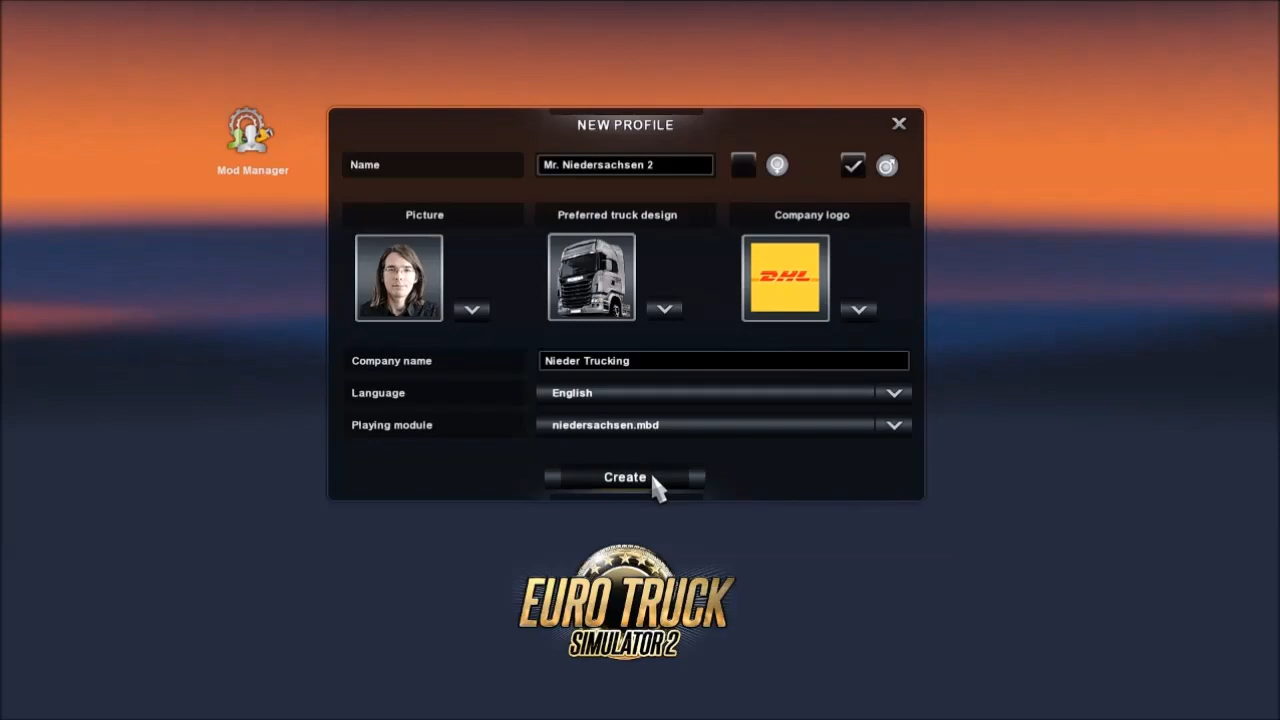 NEW PROFILE
Mod Manager
Name
Mr. Niedersachsen 2
Picture
Preferred truck design
Company logo
DHL
Company name
Nieder Trucking
Language
English
Playing module
niedersachsen.mbd
Create
EURO TRUCK
SIMULATOR 2